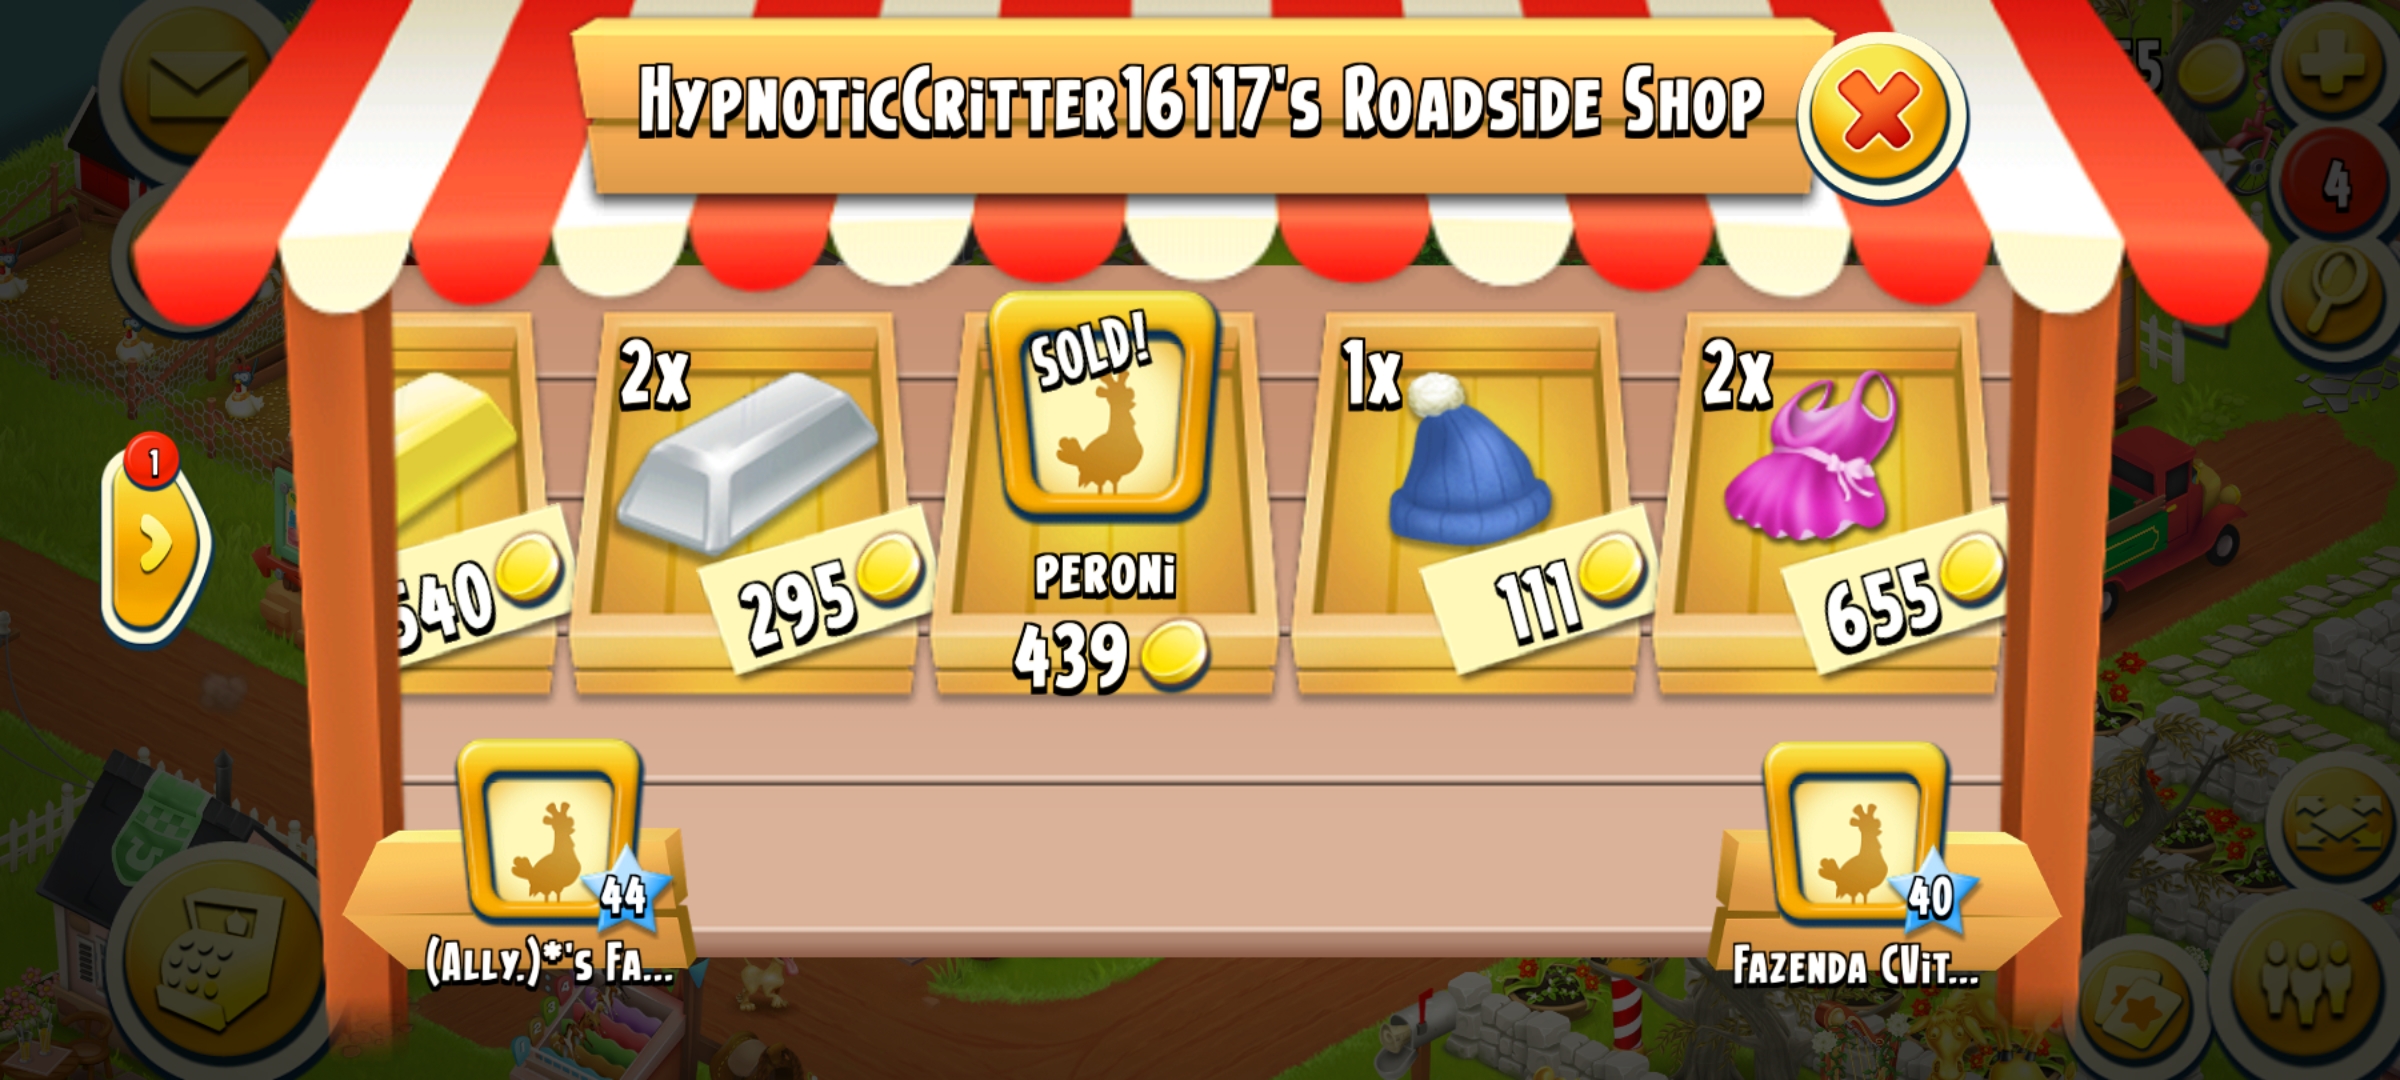 HypnoticCritter16117's Roadside Shop
4
1
2x
SOLD!
1x
2x
540
295
PERONi
439
111
655
44
40
(Ally.)*'s Fa...
Fazenda CVit...